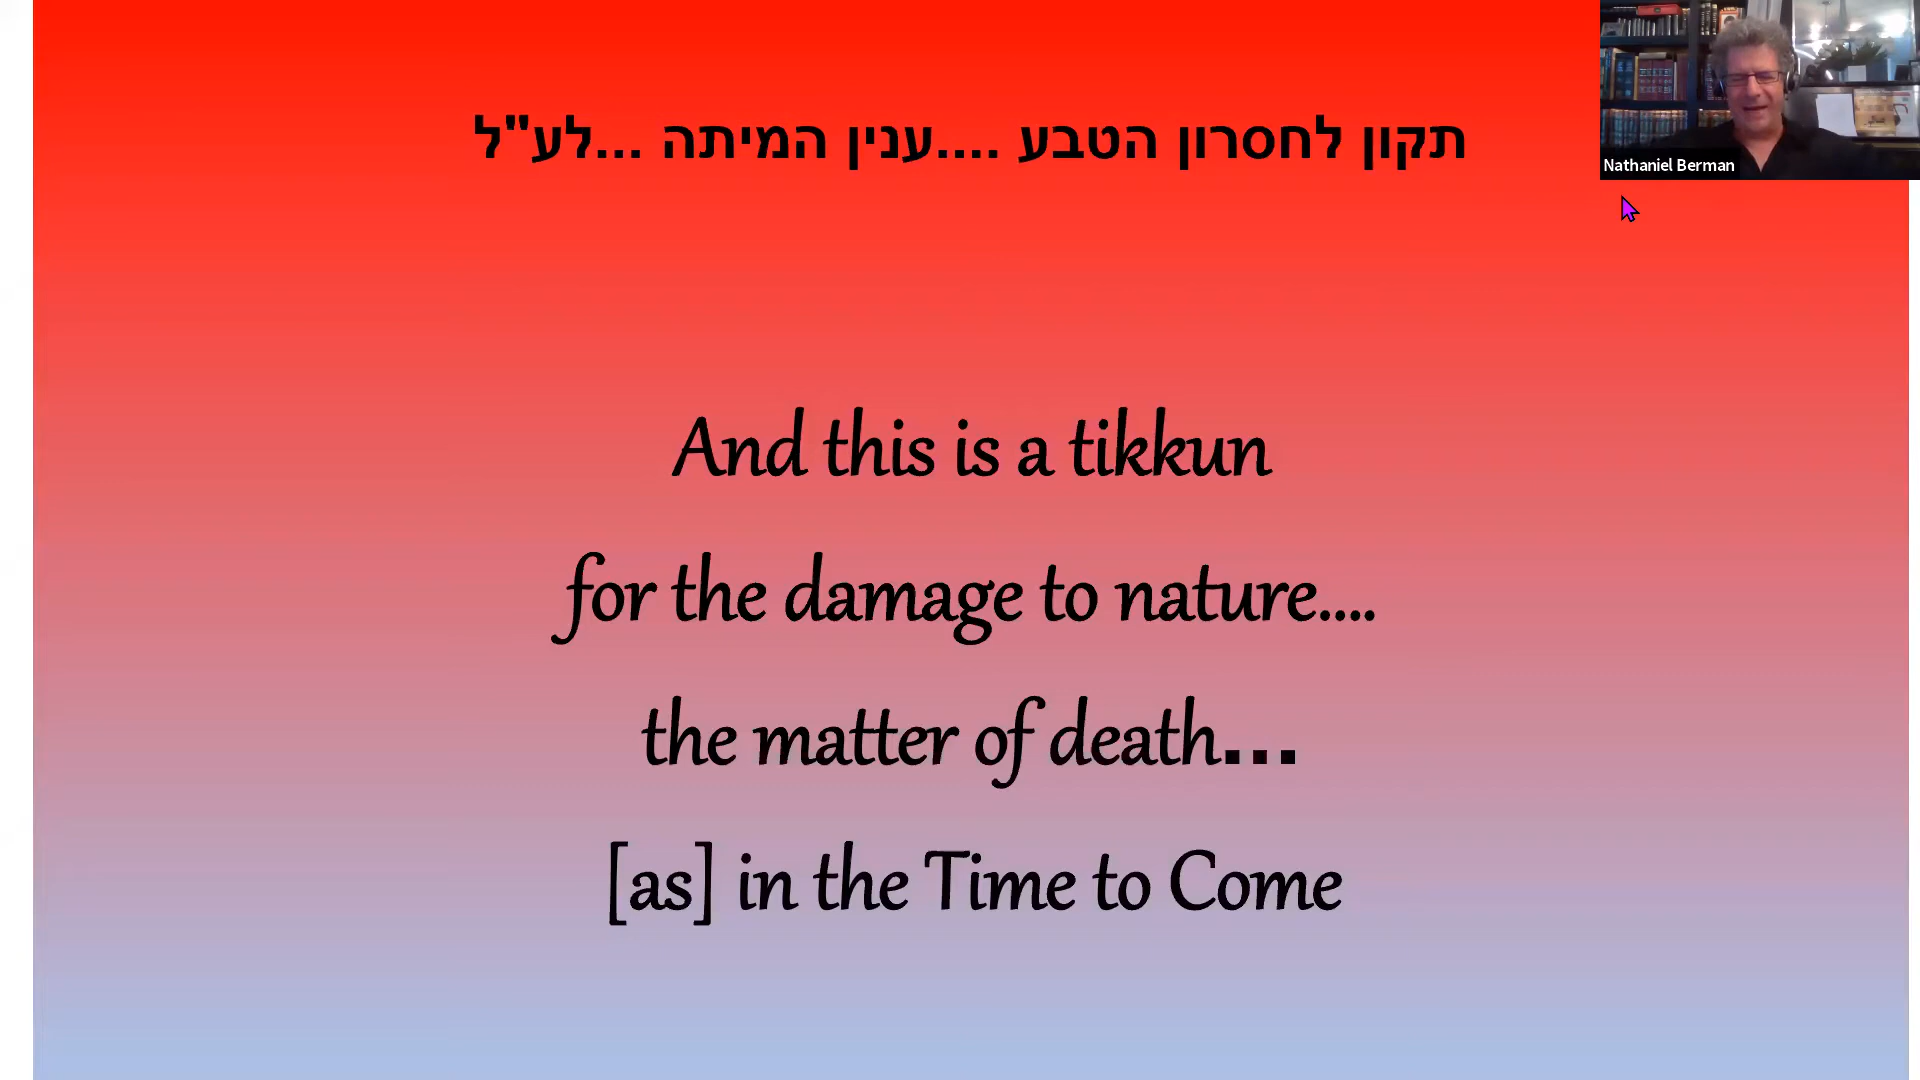 תקון לחסרון הטבע ....ענין המיתה ...לע"ל
Nathaniel Berman
And this is a tikkun
for the damage to nature....
the matter of death...
[as] in the Time to Come